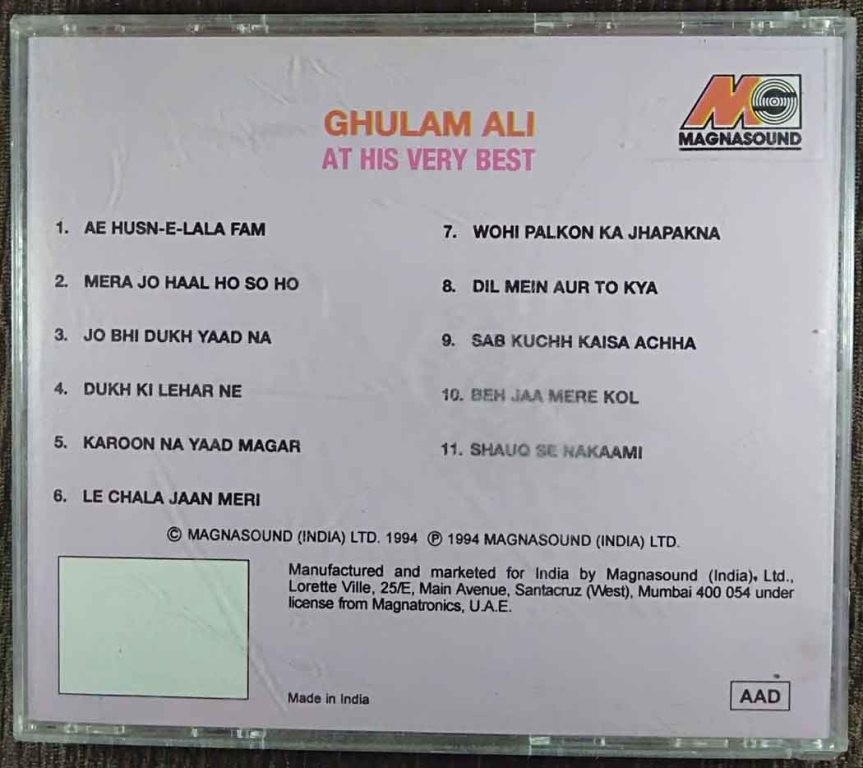 MAGNASOUND
GHULAM ALI
AT HIS VERY BEST
1. AE HUSN-E-LALA FAM
2. MERA JO HAAL HO SO HO
3. JO BHI DUKH YAAD NA
4. DUKH KI LEHAR NE
5. KAROON NA YAAD MAGAR
6. LE CHALA JAAN MERI
7. WOHI PALKON KA JHAPAKNA
8. DIL MEIN AUR TO KYA
9. SAB KUCHH KAISA ACHHA
10. BEH JAA MERE KOL
11. SHAUQ SE NAKAAMI
© MAGNASOUND (INDIA) LTD. 1994 ℗ 1994 MAGNASOUND (INDIA) LTD.
Manufactured and marketed for India by Magnasound (India), Ltd.,
Lorette Ville, 25/E, Main Avenue, Santacruz (West), Mumbai 400 054 under
license from Magnatronics, U.A.E.
Made in India
AAD